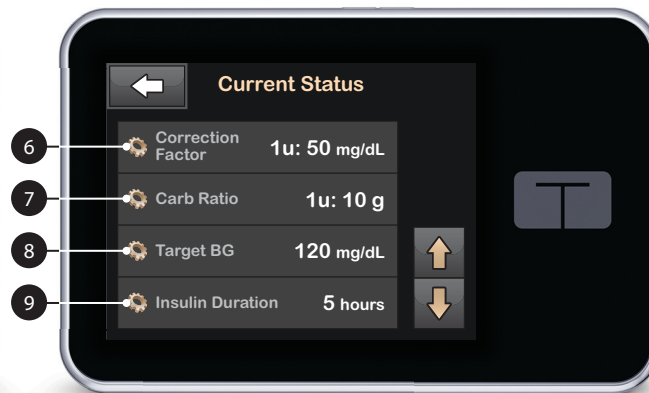 Current Status
6
Correction
Factor
1u: 50 mg/dL
7
Carb Ratio
1u: 10 g
8
Target BG
120 mg/dL
9
Insulin Duration
5 hours